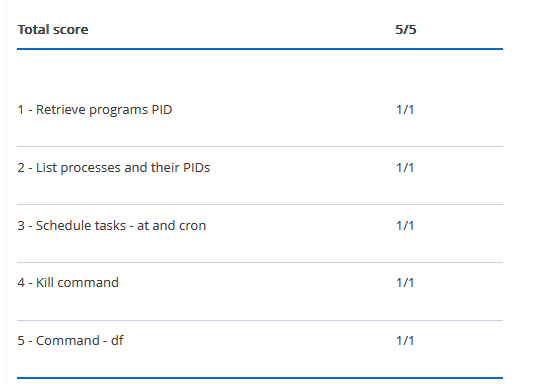 Total score 5/5
1 - Retrieve programs PID 1/1
2 - List processes and their PIDs 1/1
3 - Schedule tasks - at and cron 1/1
4 - Kill command 1/1
5 - Command - df 1/1